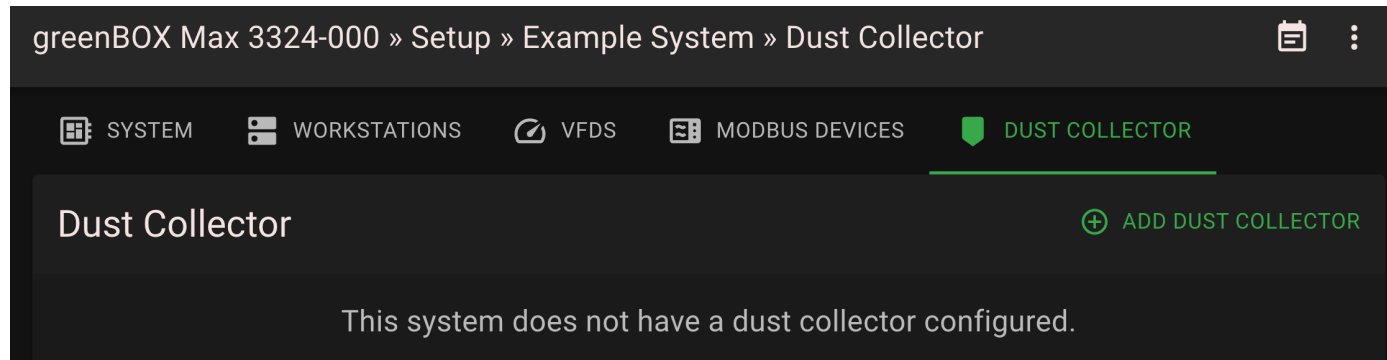 greenBOX Max 3324-000 » Setup » Example System » Dust Collector
SYSTEM WORKSTATIONS VFDS MODBUS DEVICES DUST COLLECTOR
Dust Collector ADD DUST COLLECTOR
This system does not have a dust collector configured.